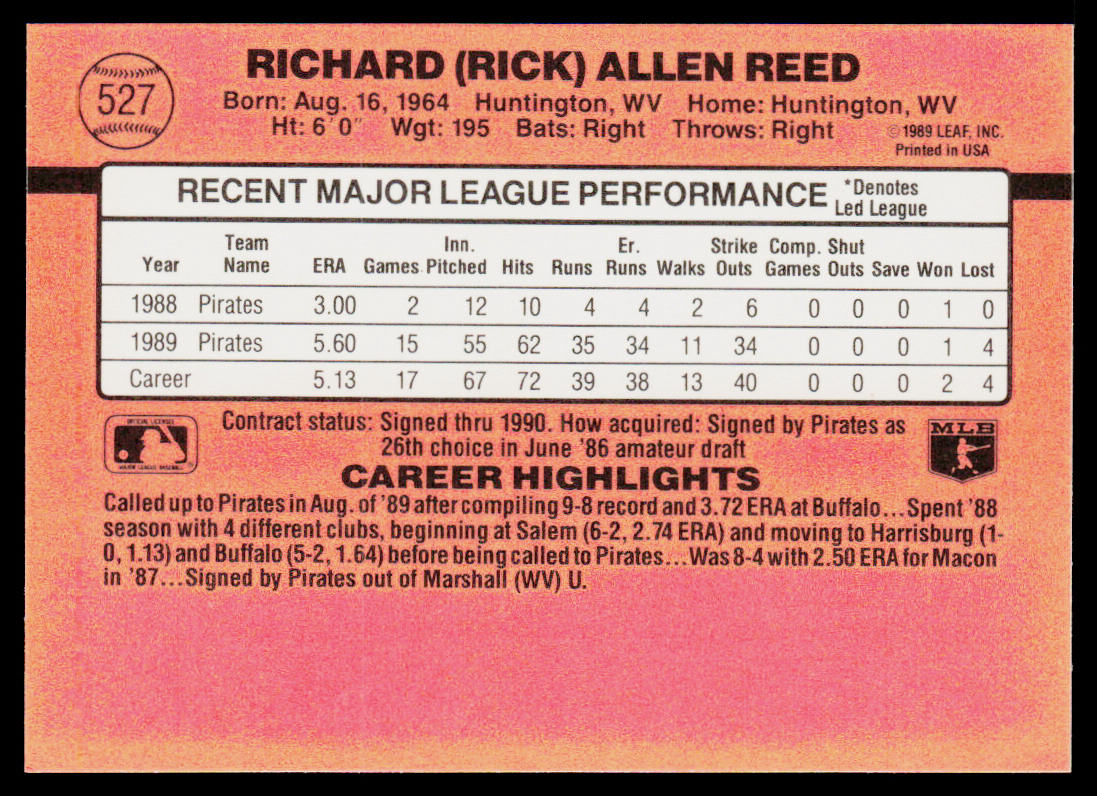 527
RICHARD (RICK) ALLEN REED
Born: Aug. 16, 1964 Huntington, WV Home: Huntington, WV
Ht: 6'0" Wgt: 195 Bats: Right Throws: Right
©1989 LEAF, INC.
Printed in USA
RECENT MAJOR LEAGUE PERFORMANCE *Denotes
Led League
Team Inn. Er. Strike Comp. Shut
Year Name ERA Games Pitched Hits Runs Runs Walks Outs Games Outs Save Won Lost
1988 Pirates 3.00 2 12 10 4 4 2 6 0 0 0 1 0
1989 Pirates 5.60 15 55 62 35 34 11 34 0 0 0 1 4
Career 5.13 17 67 72 39 38 13 40 0 0 0 2 4
OFFICIAL LICENSEE
MAJOR LEAGUE BASEBALL
Contract status: Signed thru 1990. How acquired: Signed by Pirates as
26th choice in June '86 amateur draft
MLB
CAREER HIGHLIGHTS
Called up to Pirates in Aug. of '89 after compiling 9-8 record and 3.72 ERA at Buffalo...Spent '88
season with 4 different clubs, beginning at Salem (6-2, 2.74 ERA) and moving to Harrisburg (1-
0, 1.13) and Buffalo (5-2, 1.64) before being called to Pirates...Was 8-4 with 2.50 ERA for Macon
in '87...Signed by Pirates out of Marshall (WV) U.